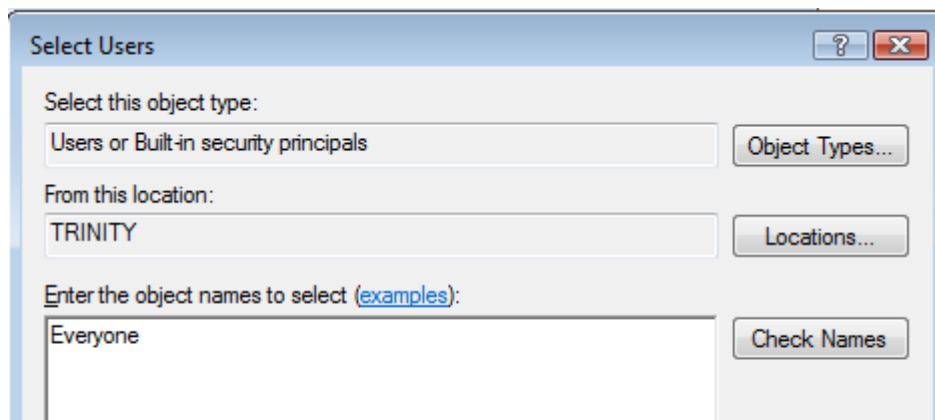 Select Users
Select this object type:
Users or Built-in security principals
Object Types...
From this location:
TRINITY
Locations...
Enter the object names to select (examples):
Everyone
Check Names